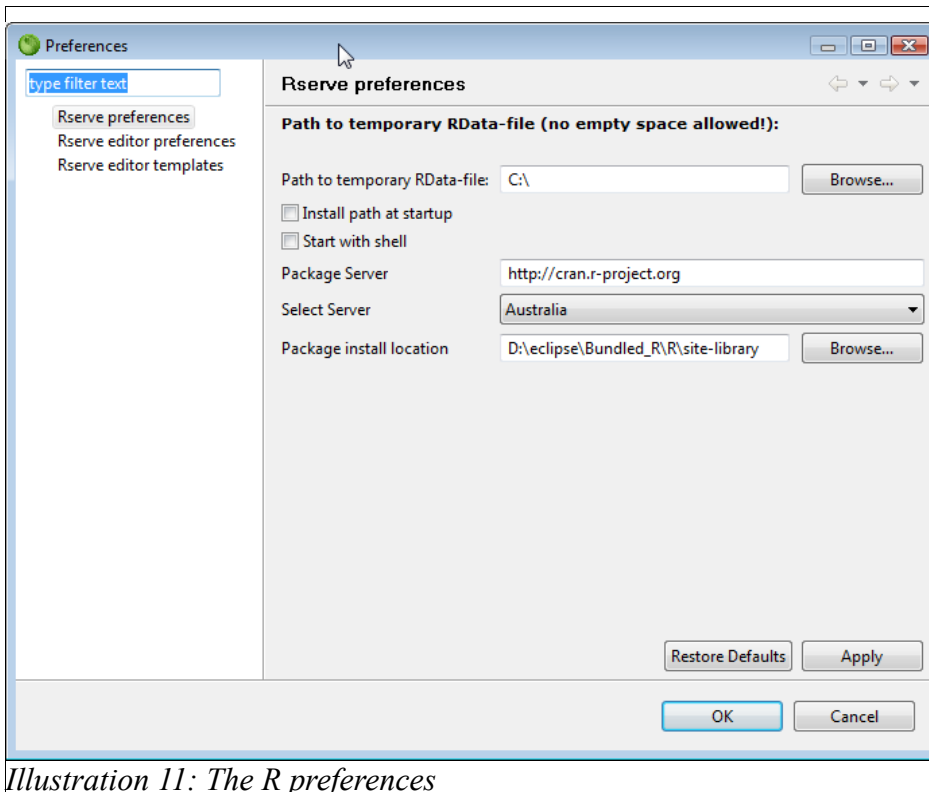 Preferences
type filter text
Rserve preferences
Rserve editor preferences
Rserve editor templates
Rserve preferences
Path to temporary RData-file (no empty space allowed!):
Path to temporary RData-file: C:\ Browse...
Install path at startup
Start with shell
Package Server http://cran.r-project.org
Select Server Australia
Package install location D:\eclipse\Bundled_R\R\site-library Browse...
Restore Defaults Apply
OK Cancel
Illustration 11: The R preferences